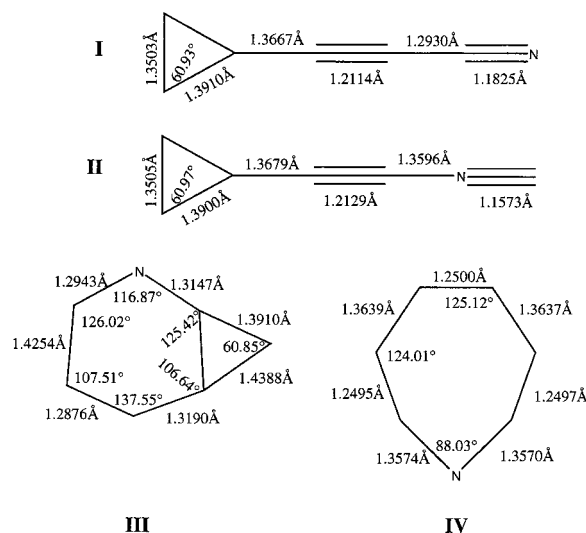 I
1.3503Å
60.93°
1.3910Å
1.3667Å
1.2114Å
1.2930Å
1.1825Å
N
II
1.3505Å
60.97°
1.3900Å
1.3679Å
1.2129Å
1.3596Å
N
1.1573Å
1.2943Å
N
1.3147Å
116.87°
126.02°
125.42°
1.3910Å
60.85°
1.4254Å
107.51°
106.64°
1.4388Å
137.55°
1.2876Å
1.3190Å
III
1.2500Å
1.3639Å
125.12°
1.3637Å
124.01°
1.2495Å
1.2497Å
88.03°
1.3574Å
N
1.3570Å
IV